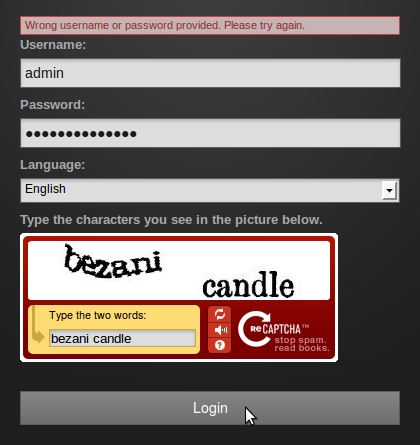 Wrong username or password provided. Please try again.
Username:
admin
Password:
••••••••••••••
Language:
English
Type the characters you see in the picture below.
bezani candle
Type the two words:
bezani candle
ReCAPTCHA™
stop spam.
read books.
Login